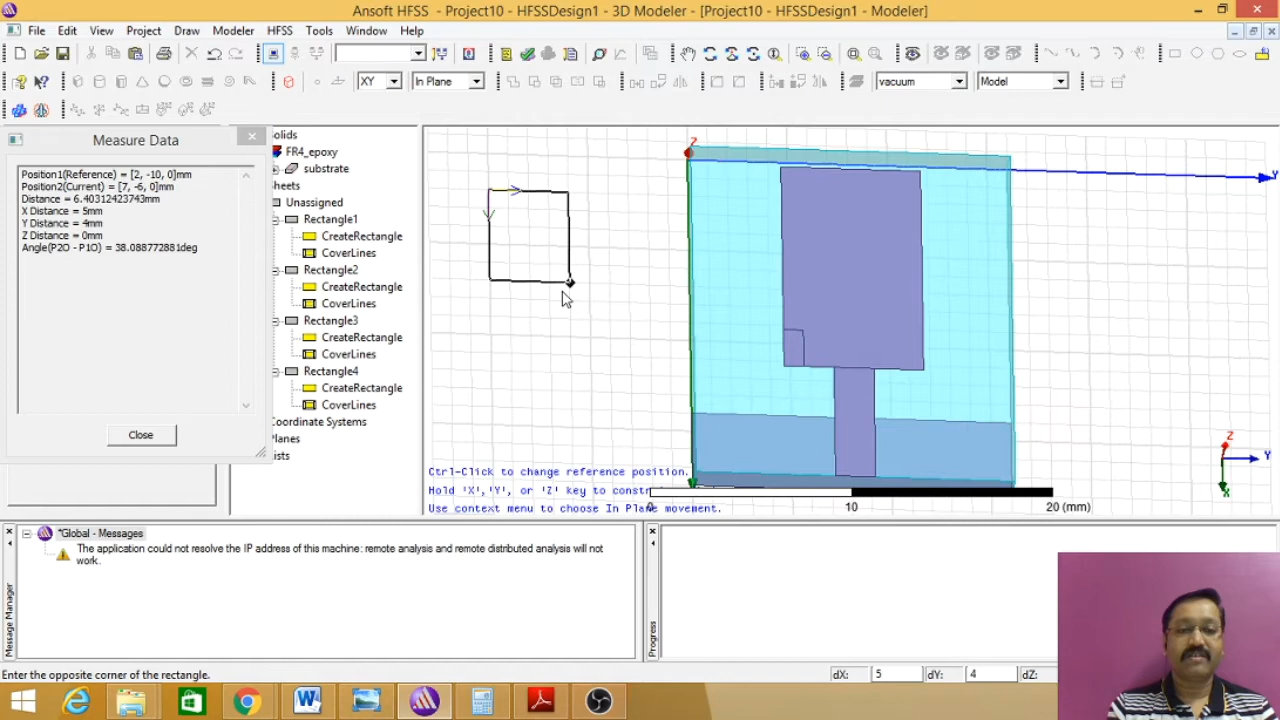 Ansoft HFSS - Project10 - HFSSDesign1 - 3D Modeler - [Project10 - HFSSDesign1 - Modeler]
File Edit View Project Draw Modeler HFSS Tools Window Help
XY In Plane vacuum Model
Measure Data
Position1(Reference) = [2, -10, 0]mm
Position2(Current) = [7, -6, 0]mm
Distance = 6.40312423743mm
X Distance = 5mm
Y Distance = 4mm
Z Distance = 0mm
Angle(P2O - P1O) = 38.088772881deg
Close
olids
FR4_epoxy
substrate
heets
Unassigned
Rectangle1
CreateRectangle
CoverLines
Rectangle2
CreateRectangle
CoverLines
Rectangle3
CreateRectangle
CoverLines
Rectangle4
CreateRectangle
CoverLines
oordinate Systems
lanes
ists
Z
Y
Z
Y
X
Ctrl-Click to change reference position.
Hold 'X','Y', or 'Z' key to constr
Use context menu to choose In Plane movement.
0 10 20 (mm)
*Global - Messages
The application could not resolve the IP address of this machine: remote analysis and remote distributed analysis will not
work.
Message Manager
Progress
Enter the opposite corner of the rectangle.
dX: 5 dY: 4 dZ: